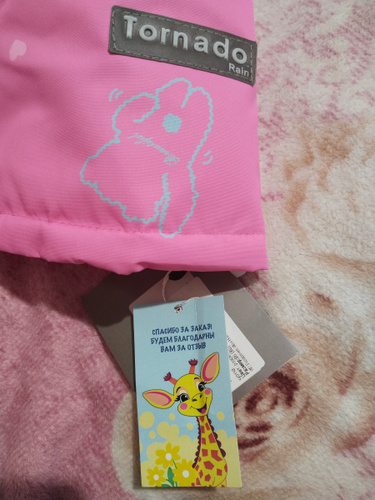 Tornado
Rain
СПАСИБО ЗА ЗАКАЗ!
БУДЕМ БЛАГОДАРНЫ
ВАМ ЗА ОТЗЫВ